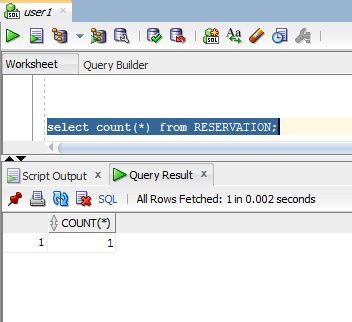 user1
Worksheet Query Builder
select count(*) from RESERVATION;
Script Output x Query Result x
SQL | All Rows Fetched: 1 in 0.002 seconds
COUNT(*)
1 1